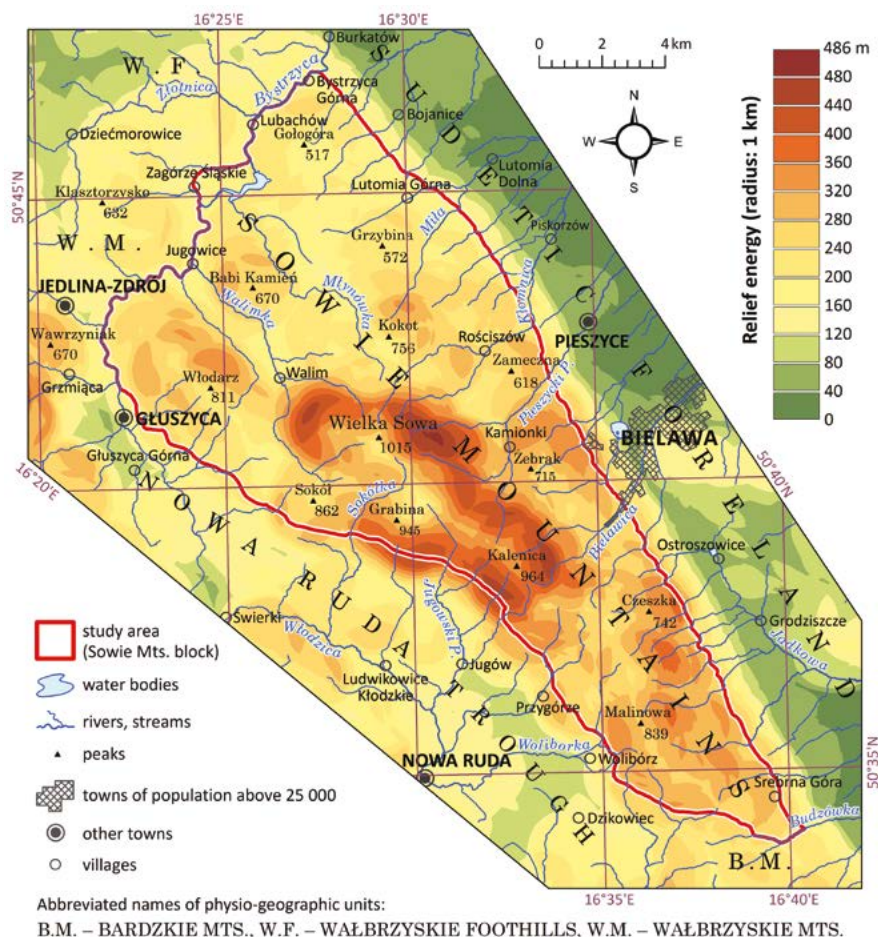 16°25'E
16°30'E
Burkatów
0 2 4 km
486 m
480
440
400
360
320
280
240
200
160
120
80
40
0
Relief energy (radius: 1 km)
N
W E
S
W. F.
Złotnica
Bystrzyca
Bystrzyca
Górna
Bojanice
Lubachów
Gołogóra
517
Dziećmorowice
Lutomia
Dolna
Zagórze Śląskie
Lutomia Górna
50°45'N
Klasztorzysko
632
Miła
Piskorzów
Grzybina
572
W. M.
Jugowice
Kłomnica
JEDLINA-ZDRÓJ
Babi Kamień
670
Młynówka
Walimka
PIESZYCE
Wawrzyniak
670
Kokot
756
Rościszów
Zameczna
618
Grzmiąca
Włodarz
811
Walim
Pieszycki P.
GŁUSZYCA
Wielka Sowa
1015
Kamionki
BIELAWA
Głuszyca Górna
Żebrak
715
16°20'E
50°40'N
Sokół
862
Sokółka
Grabina
945
Bielawica
Ostroszowice
Kalenica
964
Czeszka
742
Grodziszcze
Jadkowa
Świerki
Włodzica
Jugowski P.
Ludwikowice
Kłodzkie
Jugów
Przygórze
Malinowa
839
NOWA RUDA
Woliborka
Wolibórz
50°35'N
Srebrna Góra
Dzikowiec
Budzówka
B.M.
16°35'E
16°40'E
SUDETIC FORELAND
SOWIE MOUNTAINS
NOWA RUDA TROUGH
study area
(Sowie Mts. block)
water bodies
rivers, streams
peaks
towns of population above 25 000
other towns
villages
Abbreviated names of physio-geographic units:
B.M. – BARDZKIE MTS., W.F. – WAŁBRZYSKIE FOOTHILLS, W.M. – WAŁBRZYSKIE MTS.